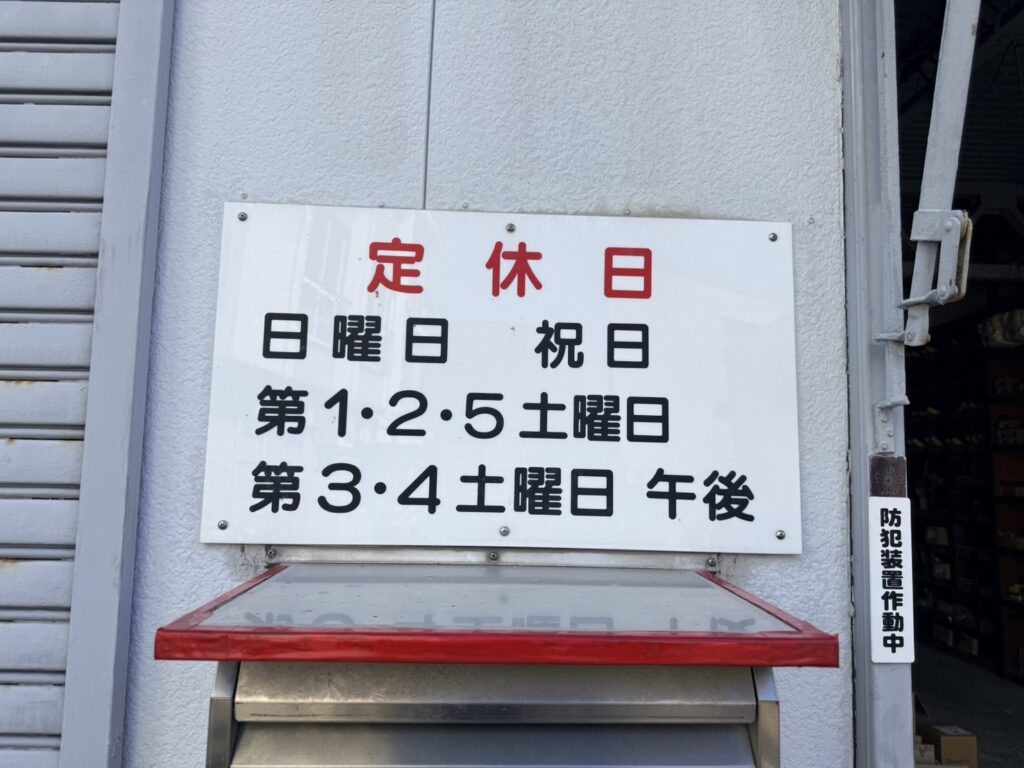 定休日
日曜日 祝日
第1・2・5土曜日
第3・4土曜日 午後
防犯装置作動中